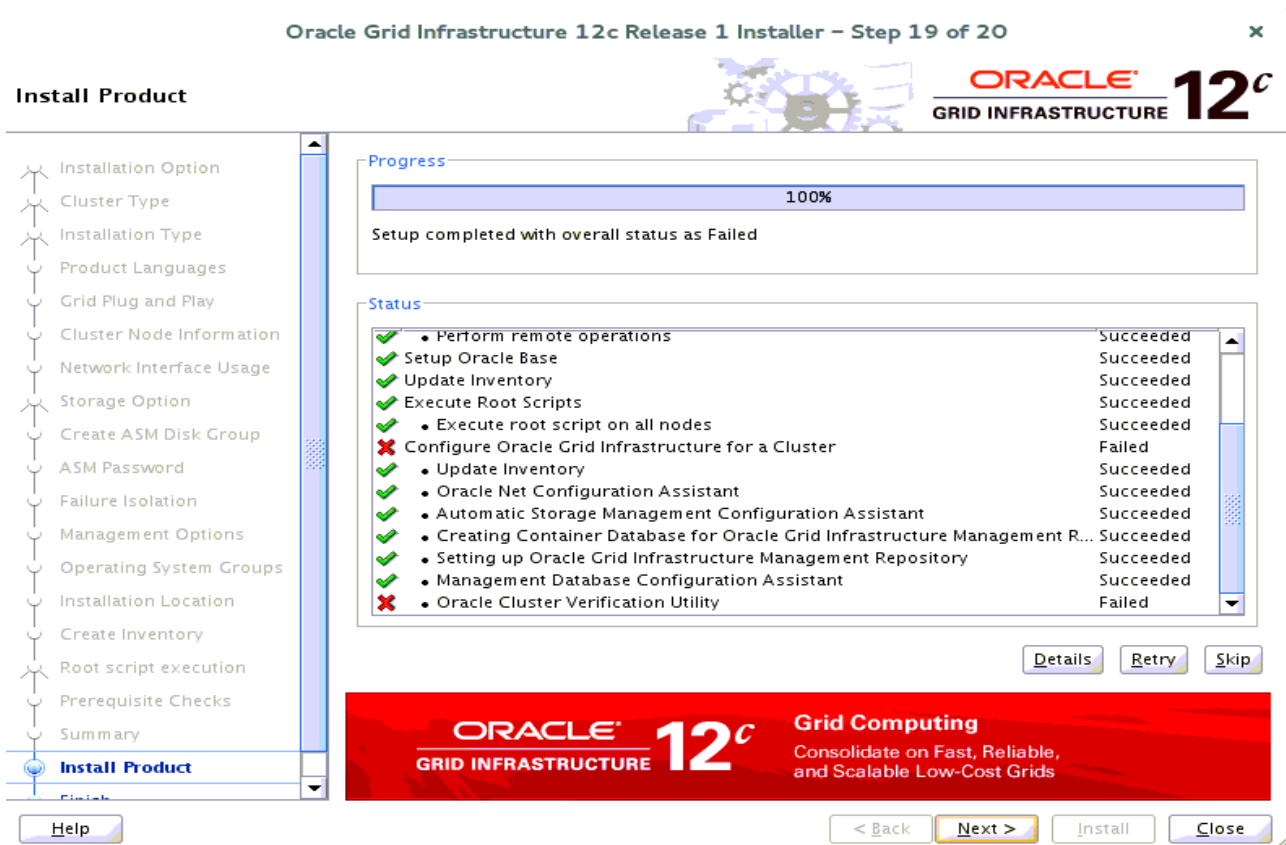 Oracle Grid Infrastructure 12c Release 1 Installer – Step 19 of 20
Install Product
ORACLE
GRID INFRASTRUCTURE
12c
Installation Option
Cluster Type
Installation Type
Product Languages
Grid Plug and Play
Cluster Node Information
Network Interface Usage
Storage Option
Create ASM Disk Group
ASM Password
Failure Isolation
Management Options
Operating System Groups
Installation Location
Create Inventory
Root script execution
Prerequisite Checks
Summary
Install Product
Finish
Progress
100%
Setup completed with overall status as Failed
Status
• Perform remote operations Succeeded
Setup Oracle Base Succeeded
Update Inventory Succeeded
Execute Root Scripts Succeeded
• Execute root script on all nodes Succeeded
Configure Oracle Grid Infrastructure for a Cluster Failed
• Update Inventory Succeeded
• Oracle Net Configuration Assistant Succeeded
• Automatic Storage Management Configuration Assistant Succeeded
• Creating Container Database for Oracle Grid Infrastructure Management R... Succeeded
• Setting up Oracle Grid Infrastructure Management Repository Succeeded
• Management Database Configuration Assistant Succeeded
• Oracle Cluster Verification Utility Failed
Details Retry Skip
ORACLE
GRID INFRASTRUCTURE
12c
Grid Computing
Consolidate on Fast, Reliable,
and Scalable Low-Cost Grids
Help < Back Next > Install Close